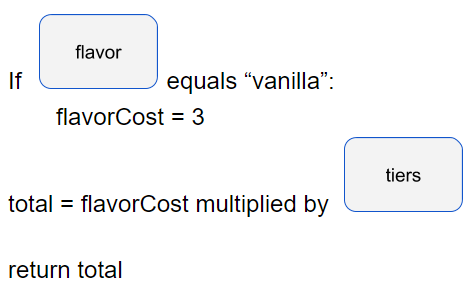 If flavor equals “vanilla”:
flavorCost = 3
total = flavorCost multiplied by tiers
return total